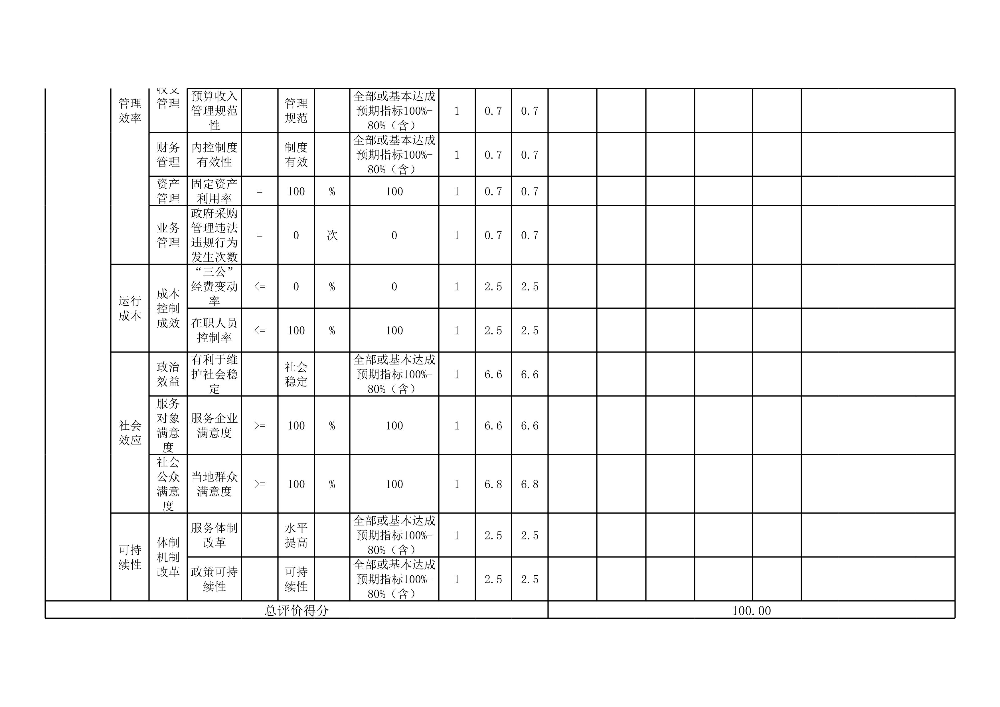 管理
效率
收支
管理
预算收入
管理规范
性
管理
规范
全部或基本达成
预期指标100%-
80%（含）
1
0.7
0.7
财务
管理
内控制度
有效性
制度
有效
全部或基本达成
预期指标100%-
80%（含）
1
0.7
0.7
资产
管理
固定资产
利用率
=
100
%
100
1
0.7
0.7
业务
管理
政府采购
管理违法
违规行为
发生次数
=
0
次
0
1
0.7
0.7
运行
成本
成本
控制
成效
“三公”
经费变动
率
<=
0
%
0
1
2.5
2.5
在职人员
控制率
<=
100
%
100
1
2.5
2.5
社会
效应
政治
效益
有利于维
护社会稳
定
社会
稳定
全部或基本达成
预期指标100%-
80%（含）
1
6.6
6.6
服务
对象
满意
度
服务企业
满意度
>=
100
%
100
1
6.6
6.6
社会
公众
满意
度
当地群众
满意度
>=
100
%
100
1
6.8
6.8
可持
续性
体制
机制
改革
服务体制
改革
水平
提高
全部或基本达成
预期指标100%-
80%（含）
1
2.5
2.5
政策可持
续性
可持
续性
全部或基本达成
预期指标100%-
80%（含）
1
2.5
2.5
总评价得分
100.00